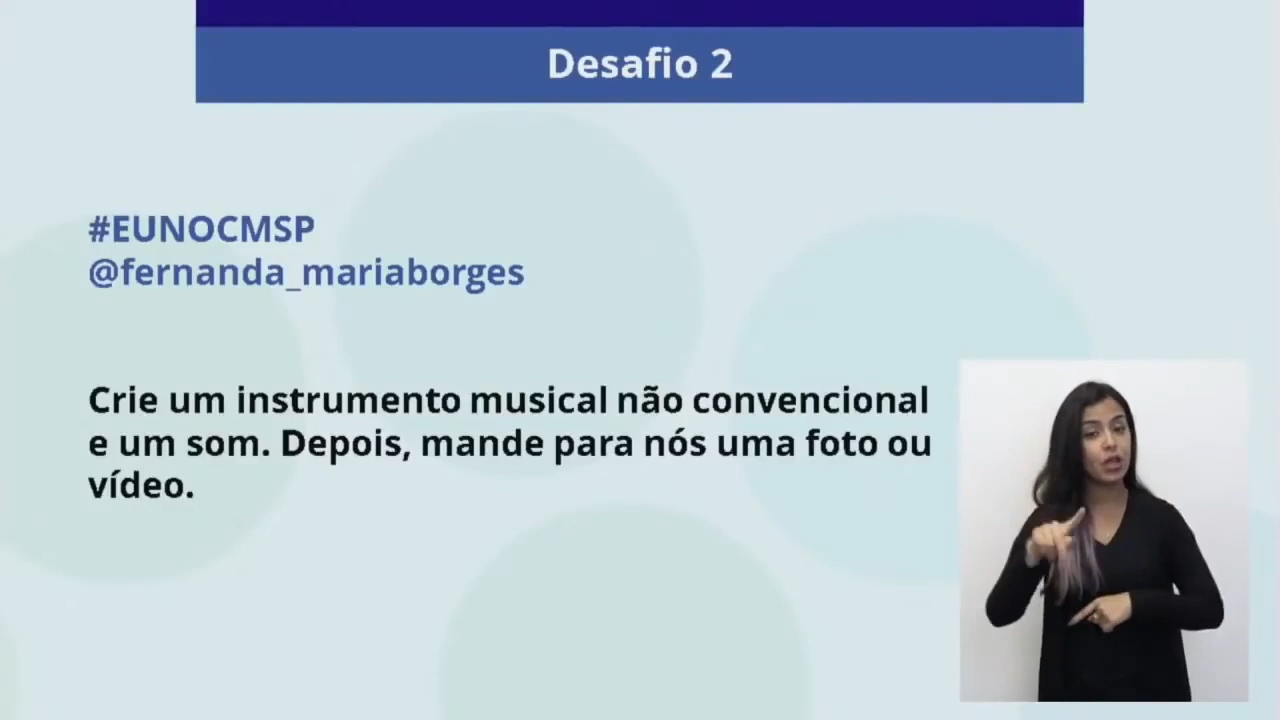 Desafio 2
#EUNOCMSP
@fernanda_mariaborges
Crie um instrumento musical não convencional
e um som. Depois, mande para nós uma foto ou
vídeo.